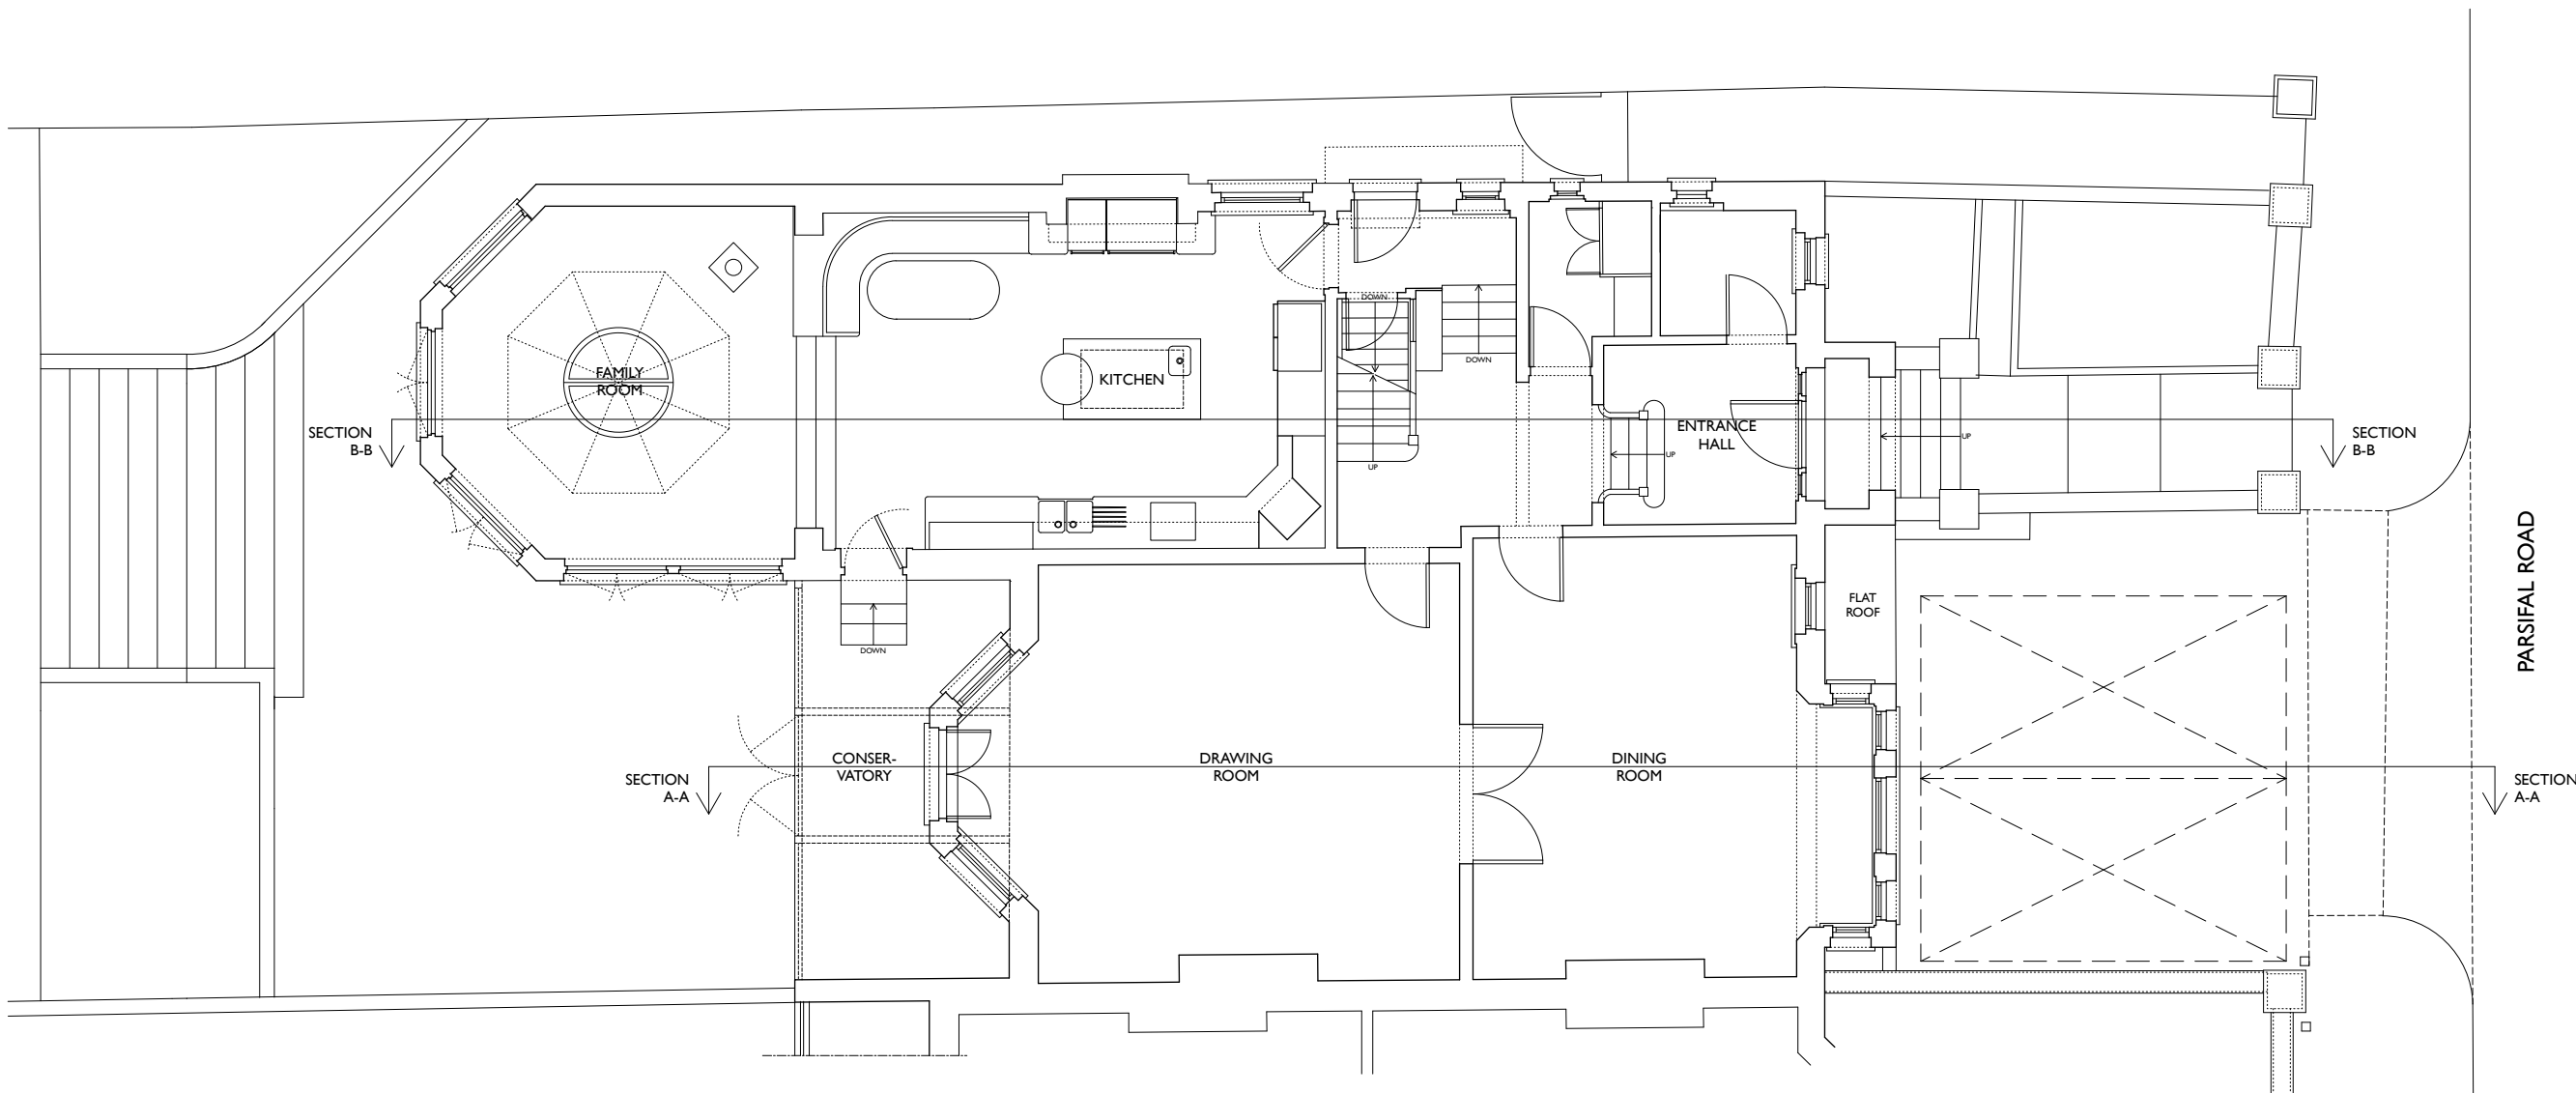 DOWN
DOWN
FAMILY
ROOM
KITCHEN
SECTION
B-B
UP
UP
ENTRANCE
HALL
UP
SECTION
B-B
FLAT
ROOF
PARSIFAL ROAD
DOWN
SECTION
A-A
CONSER-
VATORY
DRAWING
ROOM
DINING
ROOM
SECTION
A-A